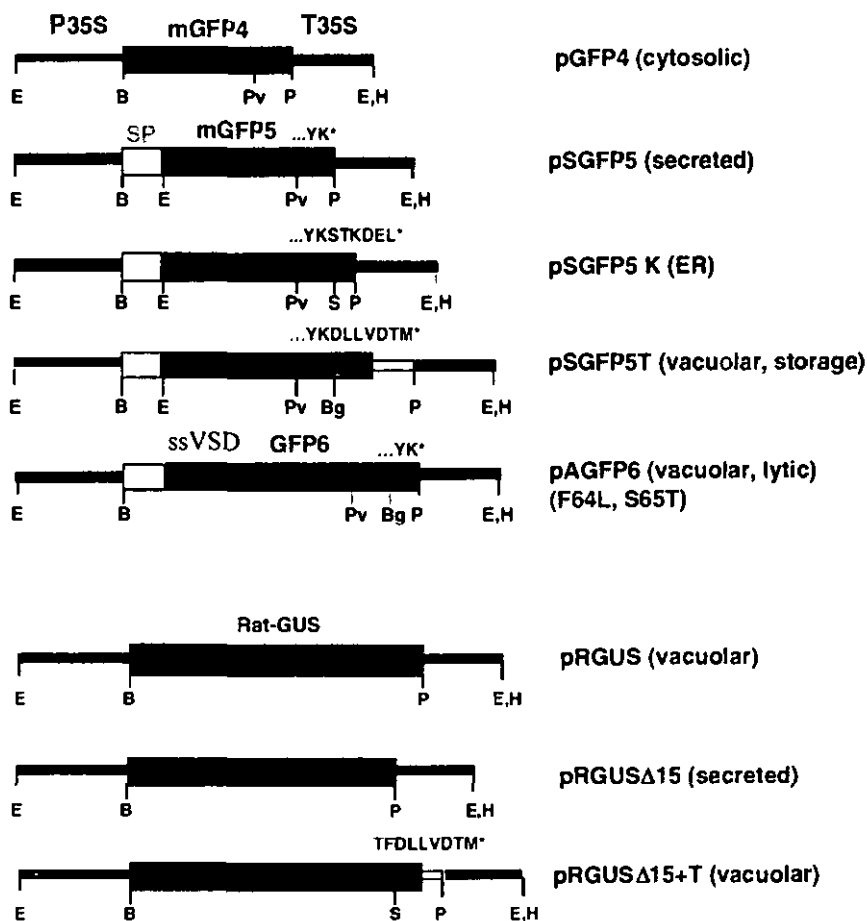 P35S mGFP4 T35S
pGFP4 (cytosolic)
E B Pv P E,H
SP mGFP5 ...YK*
pSGFP5 (secreted)
E B E Pv P E,H
...YKSTKDEL*
pSGFP5 K (ER)
E B E Pv S P E,H
...YKDLLVDTM*
pSGFP5T (vacuolar, storage)
E B E Pv Bg P E,H
ssVSD GFP6 ...YK*
pAGFP6 (vacuolar, lytic)
(F64L, S65T)
E B Pv Bg P E,H
Rat-GUS
pRGUS (vacuolar)
E B P E,H
pRGUSΔ15 (secreted)
E B P E,H
TFDLLVDTM*
pRGUSΔ15+T (vacuolar)
E B S P E,H